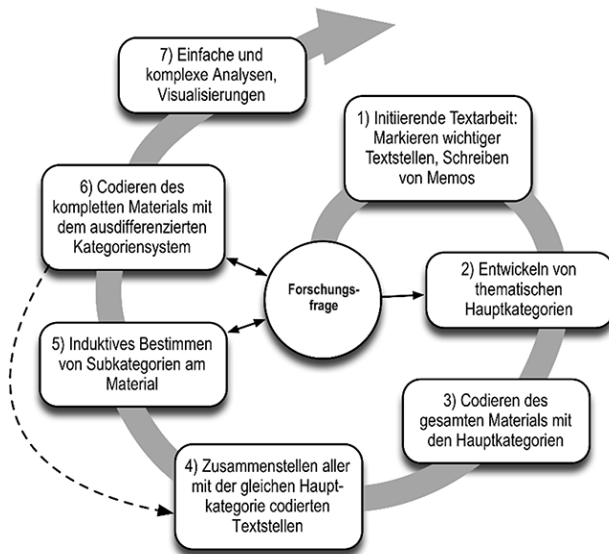 7) Einfache und
komplexe Analysen,
Visualisierungen
1) Initiierende Textarbeit:
Markieren wichtiger
Textstellen, Schreiben
von Memos
6) Codieren des
kompletten Materials mit
dem ausdifferenzierten
Kategoriensystem
Forschungs-
frage
2) Entwickeln von
thematischen
Hauptkategorien
5) Induktives Bestimmen
von Subkategorien am
Material
3) Codieren des
gesamten Materials mit
den Hauptkategorien
4) Zusammenstellen aller
mit der gleichen Haupt-
kategorie codierten
Textstellen